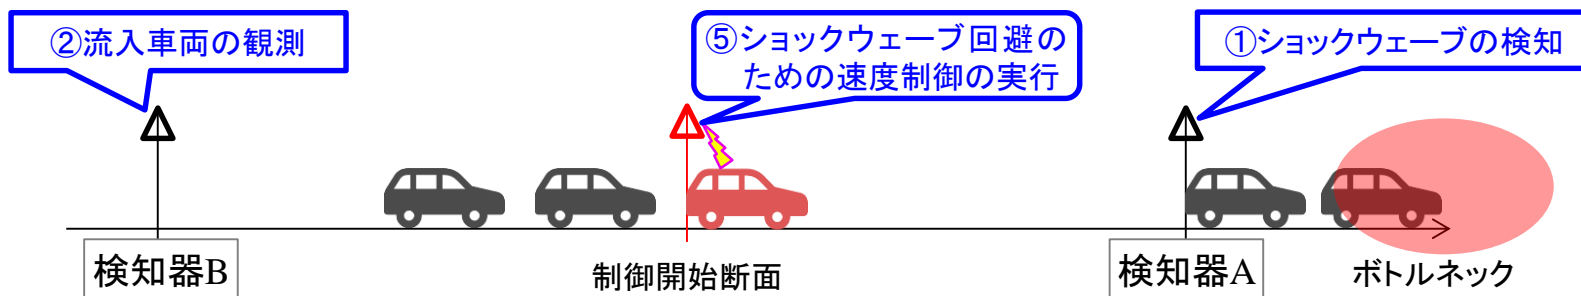 ②流入車両の観測
⑤ショックウェーブ回避の
ための速度制御の実行
①ショックウェーブの検知
検知器B
制御開始断面
検知器A
ボトルネック